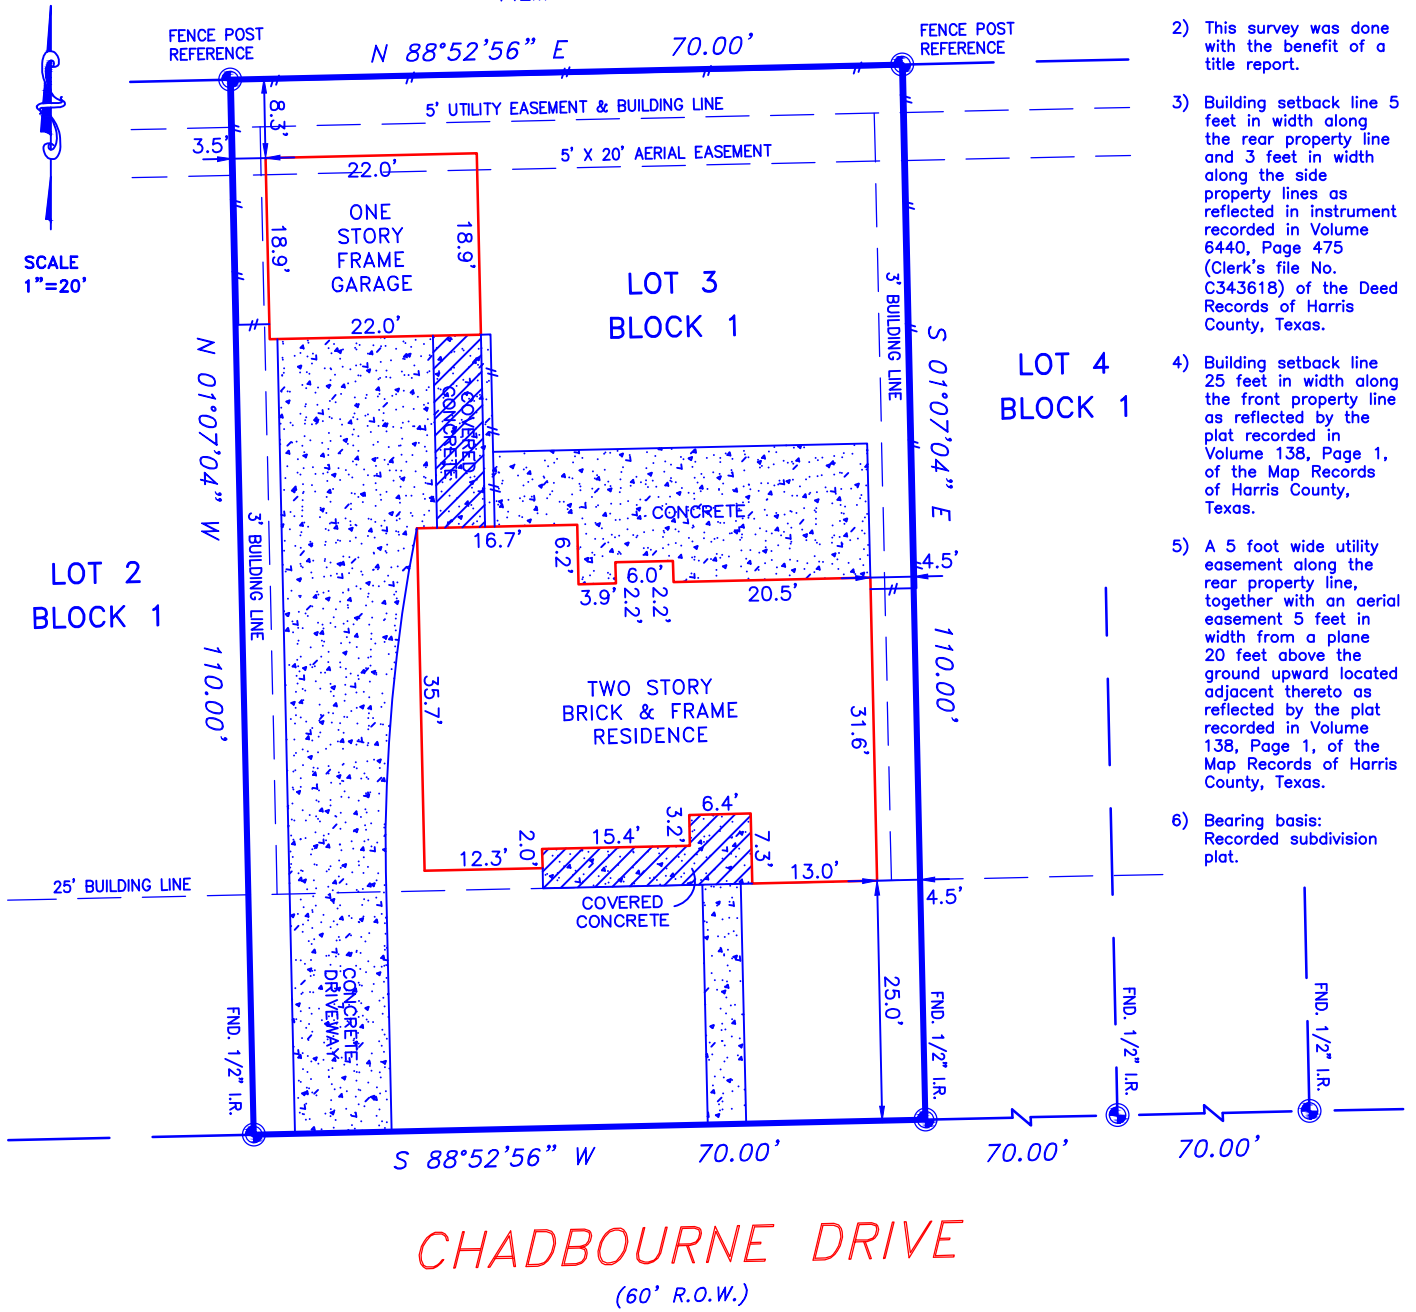 FENCE POST
REFERENCE
N 88°52'56" E
70.00'
FENCE POST
REFERENCE
8.3'
5' UTILITY EASEMENT & BUILDING LINE
3.5'
5' X 20' AERIAL EASEMENT
22.0'
ONE
STORY
FRAME
GARAGE
18.9'
18.9'
22.0'
SCALE
1"=20'
LOT 3
BLOCK 1
3' BUILDING LINE
S 01°07'04" E
110.00'
LOT 4
BLOCK 1
N 01°07'04" W
110.00'
3' BUILDING LINE
LOT 2
BLOCK 1
COVERED
CONCRETE
CONCRETE
16.7'
6.2'
3.9'
2.2'
6.0'
2.2'
20.5'
4.5'
35.7'
TWO STORY
BRICK & FRAME
RESIDENCE
31.6'
6.4'
3.2'
7.3'
15.4'
2.0'
12.3'
13.0'
4.5'
25' BUILDING LINE
COVERED
CONCRETE
25.0'
CONCRETE
DRIVEWAY
FND. 1/2" I.R.
FND. 1/2" I.R.
FND. 1/2" I.R.
FND. 1/2" I.R.
S 88°52'56" W
70.00'
70.00'
70.00'
CHADBOURNE DRIVE
(60' R.O.W.)
2) This survey was done
with the benefit of a
title report.
3) Building setback line 5
feet in width along
the rear property line
and 3 feet in width
along the side
property lines as
reflected in instrument
recorded in Volume
6440, Page 475
(Clerk's file No.
C343618) of the Deed
Records of Harris
County, Texas.
4) Building setback line
25 feet in width along
the front property line
as reflected by the
plat recorded in
Volume 138, Page 1,
of the Map Records
of Harris County,
Texas.
5) A 5 foot wide utility
easement along the
rear property line,
together with an aerial
easement 5 feet in
width from a plane
20 feet above the
ground upward located
adjacent thereto as
reflected by the plat
recorded in Volume
138, Page 1, of the
Map Records of Harris
County, Texas.
6) Bearing basis:
Recorded subdivision
plat.